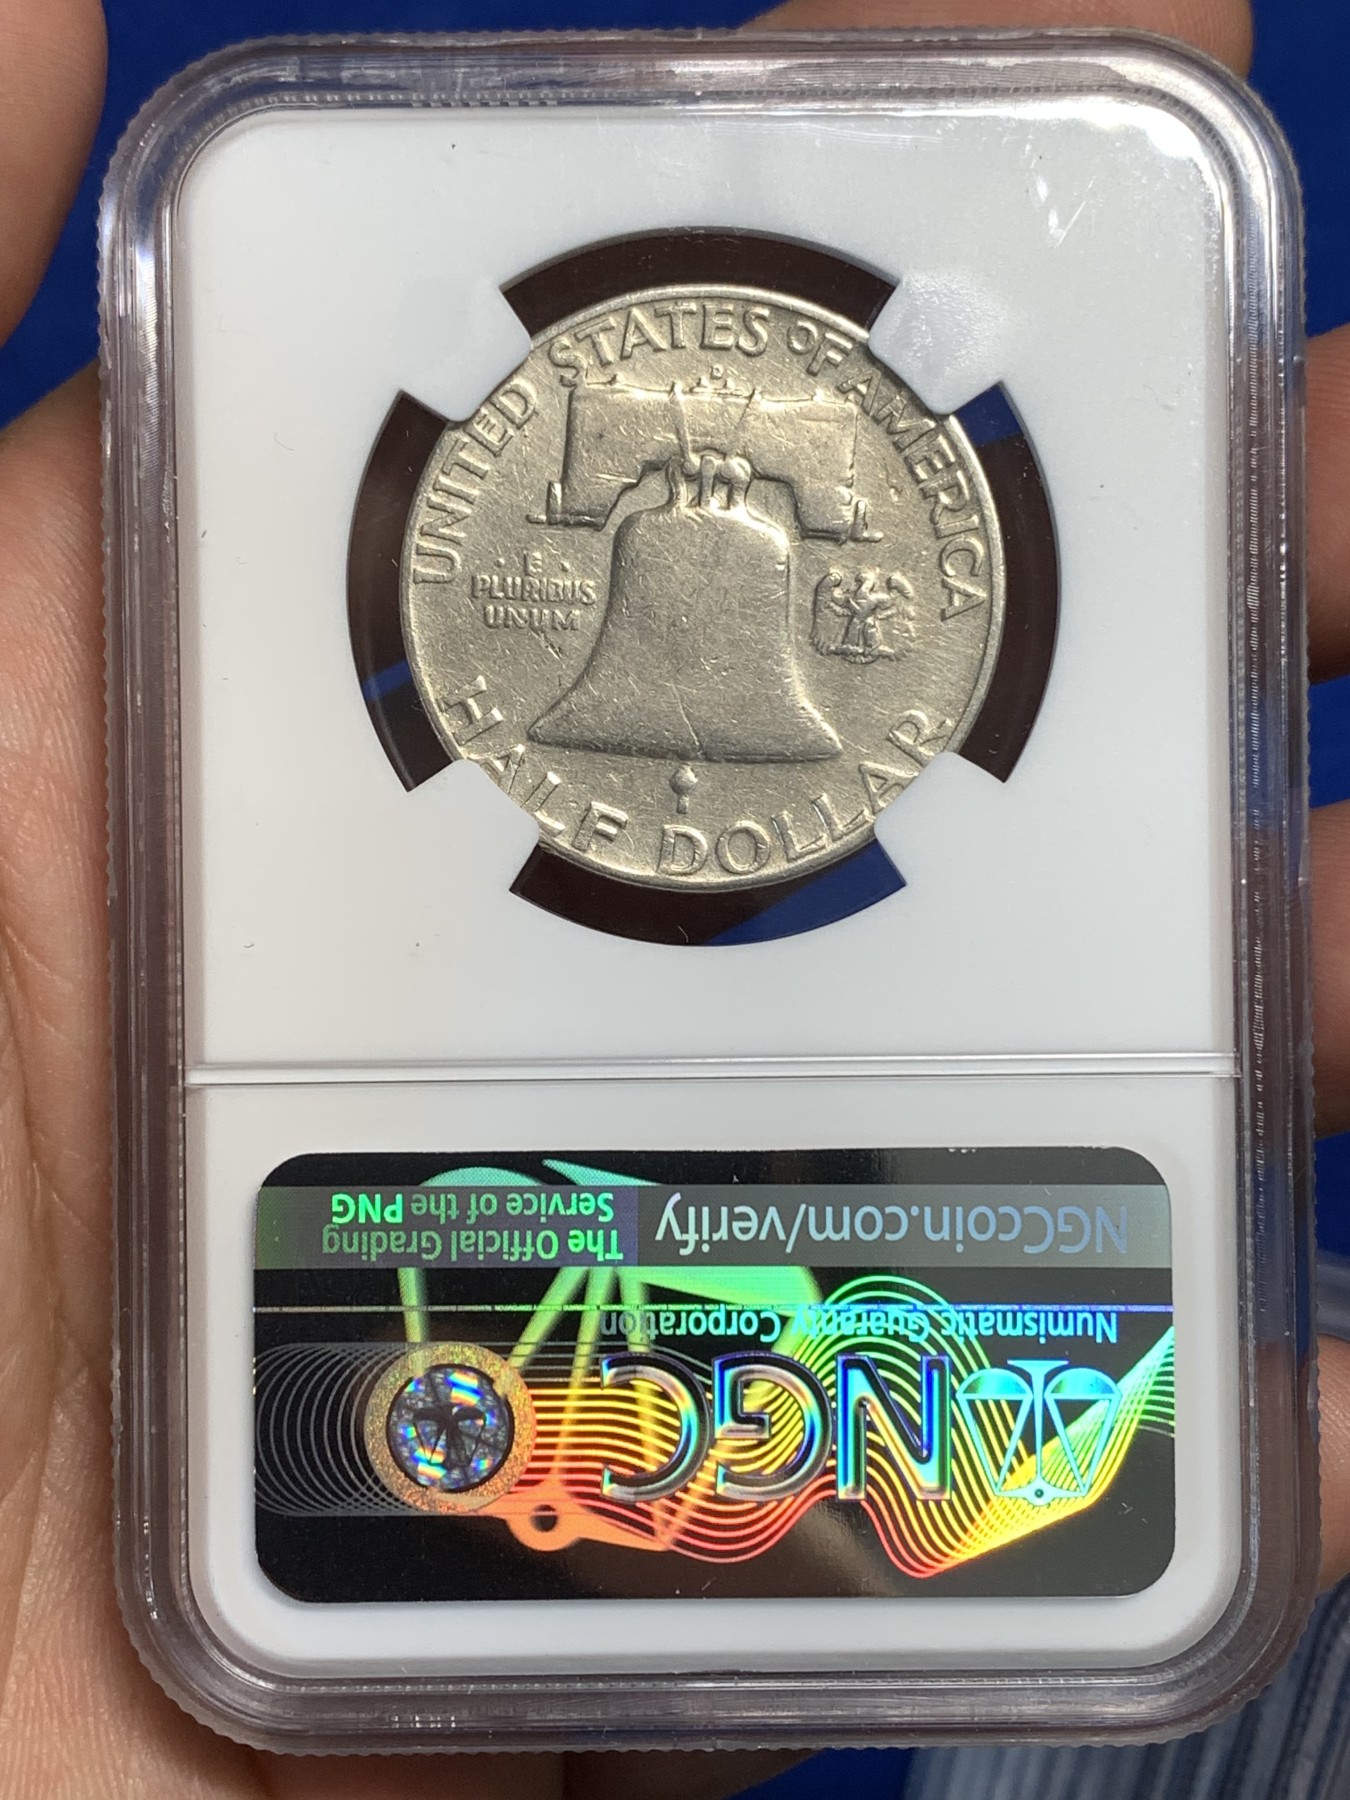 UNITED STATES OF AMERICA
· E ·
PLURIBUS
UNUM
HALF DOLLAR
D
NGCcoin.com/verify
The Official Grading
Service of the PNG
Numismatic Guaranty Corporation
NGC